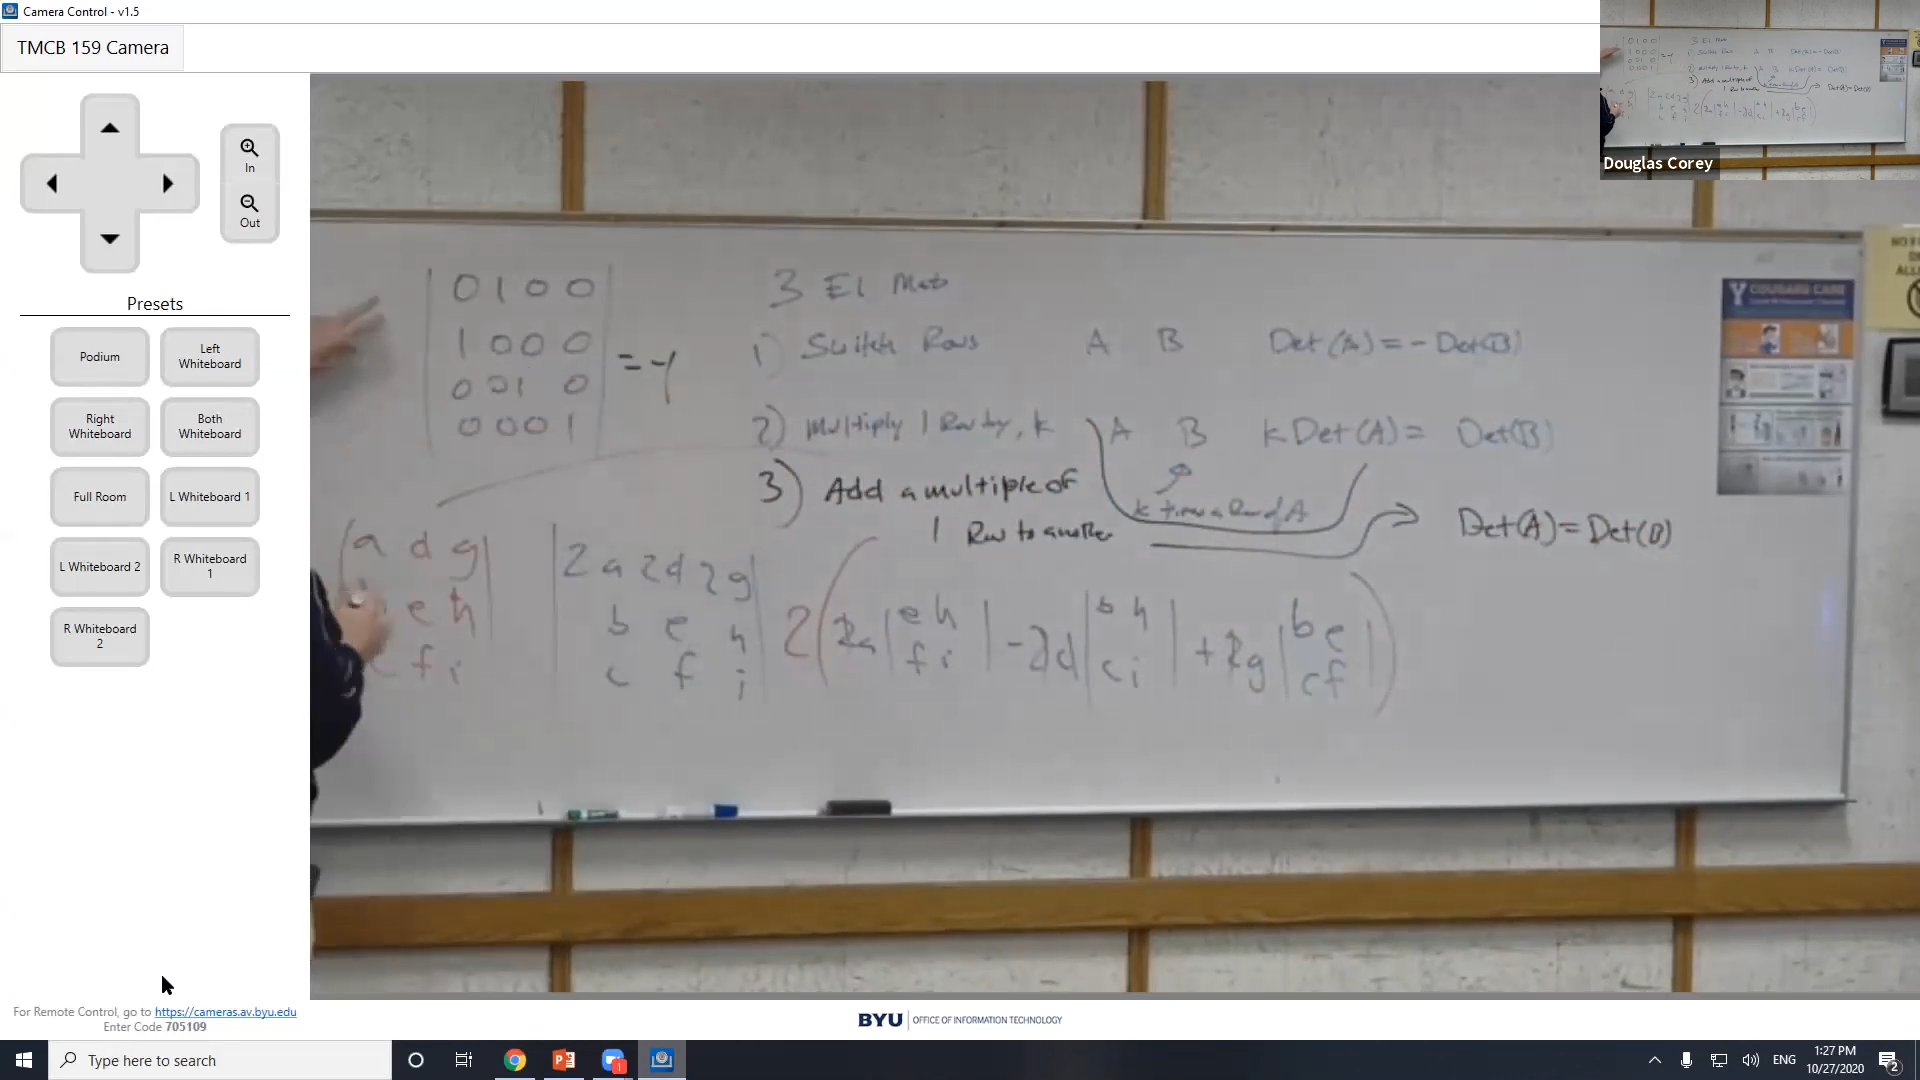 Camera Control - v1.5
TMCB 159 Camera
In
Out
Presets
Podium
Left
Whiteboard
Right
Whiteboard
Both
Whiteboard
Full Room
L Whiteboard 1
L Whiteboard 2
R Whiteboard
1
R Whiteboard
2
For Remote Control, go to https://cameras.av.byu.edu
Enter Code 705109
0 1 0 0
1 0 0 0
0 0 1 0
0 0 0 1
= -1
3 El Mats
1) Switch Rows A B Det(A) = - Det(B)
2) Multiply 1 Row by, k A B k Det(A) = Det(B)
k times a Row of A
3) Add a multiple of
1 Row to another Det(A) = Det(B)
a d g
e h
c f i
2a 2d 2g
b e h
c f i
2(2a |e h| - 2d |b h| + 2g |b e|)
f i c i c f
COUGARS CARE
Douglas Corey
BYU OFFICE OF INFORMATION TECHNOLOGY
Type here to search
1
ENG
1:27 PM
10/27/2020
2